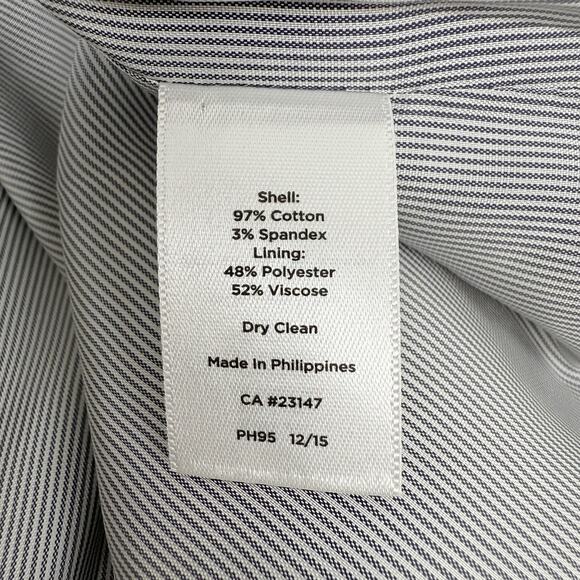 Shell:
97% Cotton
3% Spandex
Lining:
48% Polyester
52% Viscose
Dry Clean
Made In Philippines
CA #23147
PH95 12/15